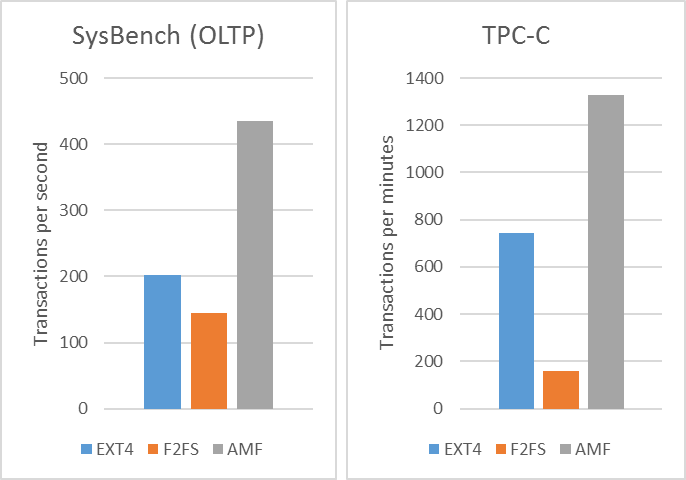 SysBench (OLTP)
Transactions per second
500
400
300
200
100
0
EXT4 F2FS AMF
TPC-C
Transactions per minutes
1400
1200
1000
800
600
400
200
0
EXT4 F2FS AMF